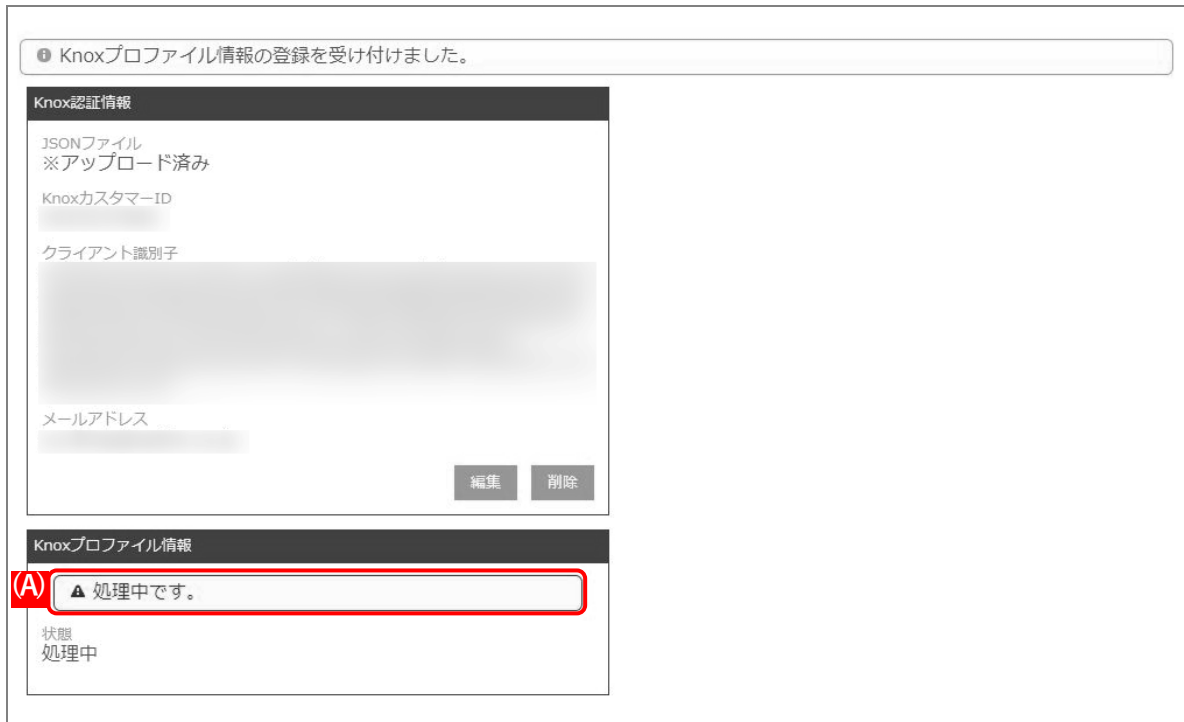 Knoxプロファイル情報の登録を受け付けました。
Knox認証情報
JSONファイル
※アップロード済み
KnoxカスタマーID
クライアント識別子
メールアドレス
編集 削除
Knoxプロファイル情報
(A) 処理中です。
状態
処理中